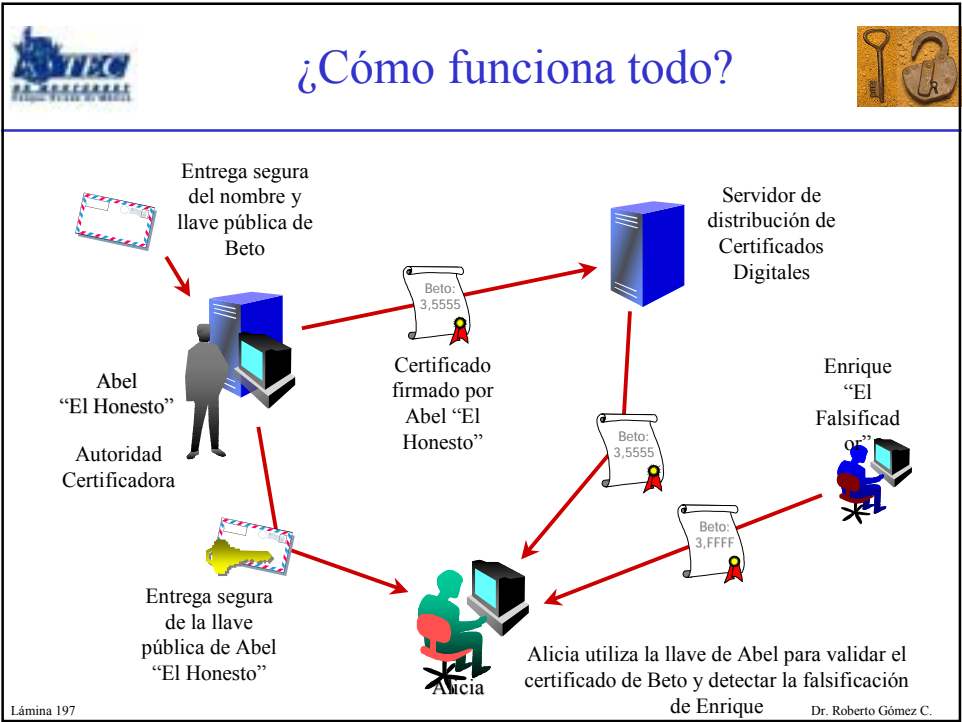 TEC
DE MONTERREY
¿Cómo funciona todo?
Entrega segura
del nombre y
llave pública de
Beto
Servidor de
distribución de
Certificados
Digitales
Beto:
3,5555
Certificado
firmado por
Abel “El
Honesto”
Abel
“El Honesto”
Autoridad
Certificadora
Enrique
“El
Falsificad
or”
Beto:
3,5555
Beto:
3,FFFF
Entrega segura
de la llave
pública de Abel
“El Honesto”
Alicia
Alicia utiliza la llave de Abel para validar el
certificado de Beto y detectar la falsificación
de Enrique
Lámina 197
Dr. Roberto Gómez C.